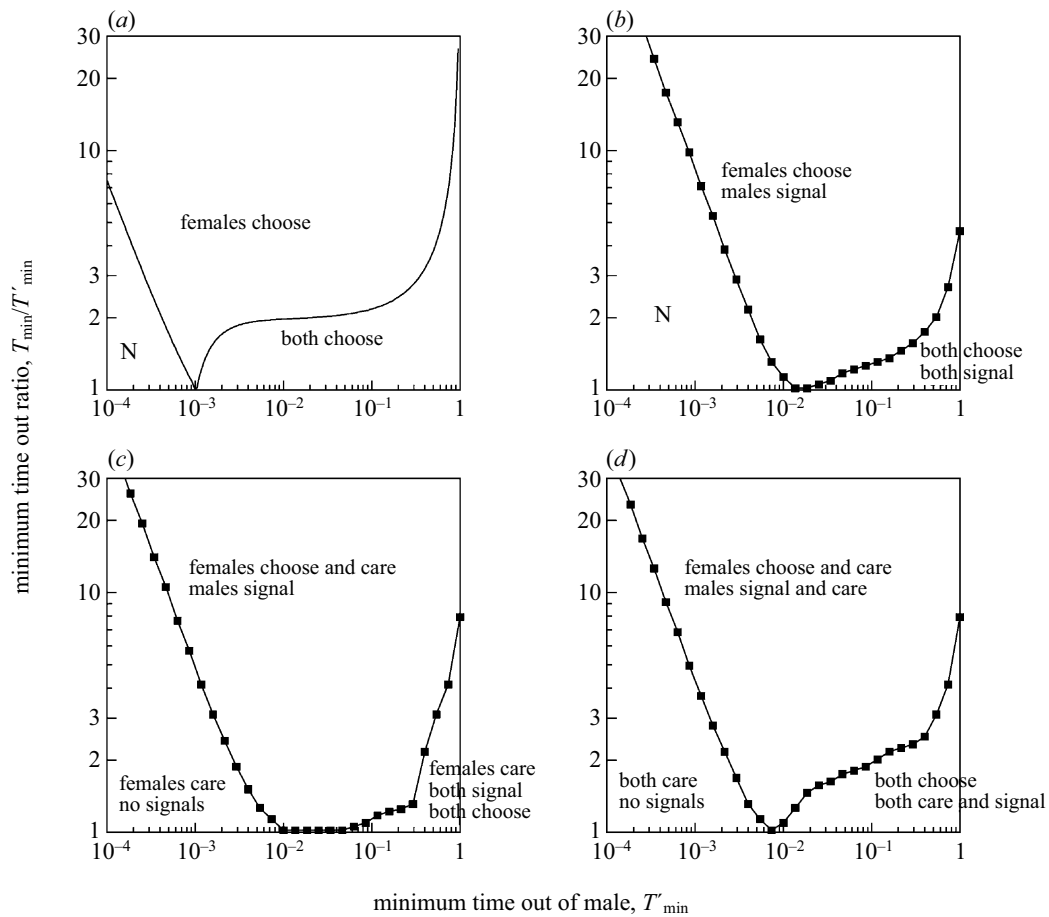 (a)
30
20
10
3
2
1
females choose
both choose
N
10⁻⁴
10⁻³
10⁻²
10⁻¹
1
(b)
30
20
10
3
2
1
females choose
males signal
N
both choose
both signal
10⁻⁴
10⁻³
10⁻²
10⁻¹
1
minimum time out ratio, Tmin/T′min
(c)
30
20
10
3
2
1
females choose and care
males signal
females care
no signals
females care
both signal
both choose
10⁻⁴
10⁻³
10⁻²
10⁻¹
1
(d)
30
20
10
3
2
1
females choose and care
males signal and care
both care
no signals
both choose
both care and signal
10⁻⁴
10⁻³
10⁻²
10⁻¹
1
minimum time out of male, T′min